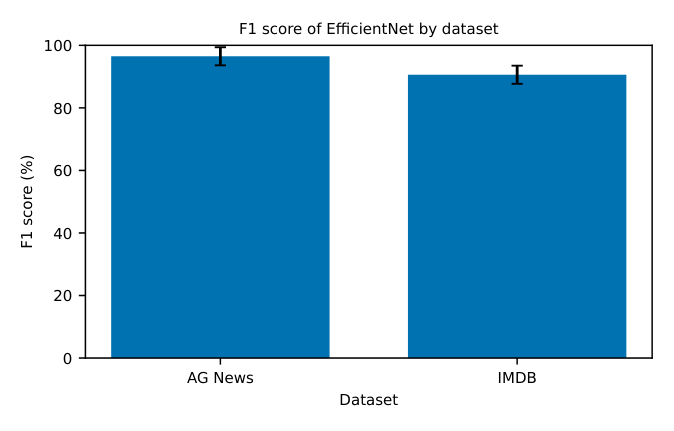 F1 score of EfficientNet by dataset
F1 score (%)
100
80
60
40
20
0
AG News
IMDB
Dataset